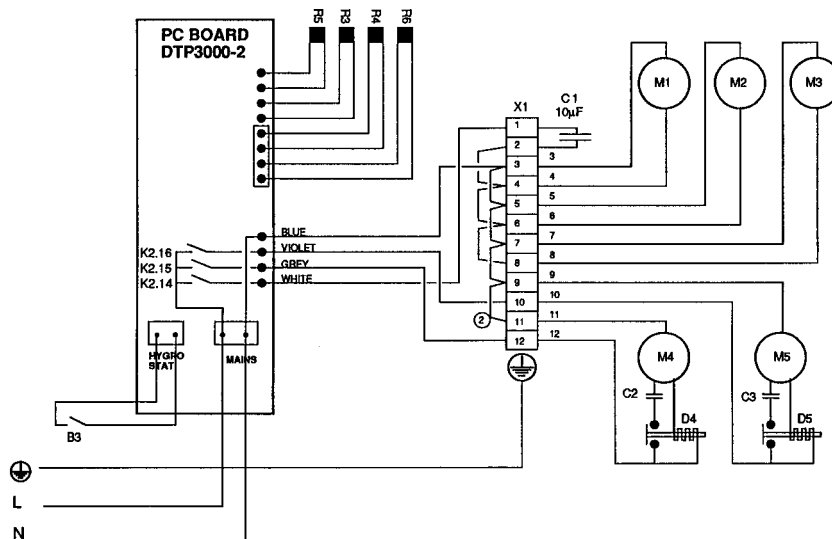 PC BOARD
DTP3000-2
R5
R3
R4
R6
X1
C1
10μF
M1
M2
M3
1
2
3
4
5
6
7
8
9
10
11
12
3
4
5
6
7
8
9
10
11
12
2
BLUE
VIOLET
GREY
WHITE
K2.16
K2.15
K2.14
HYGRO
STAT
MAINS
B3
M4
M5
C2
C3
D4
D5
L
N